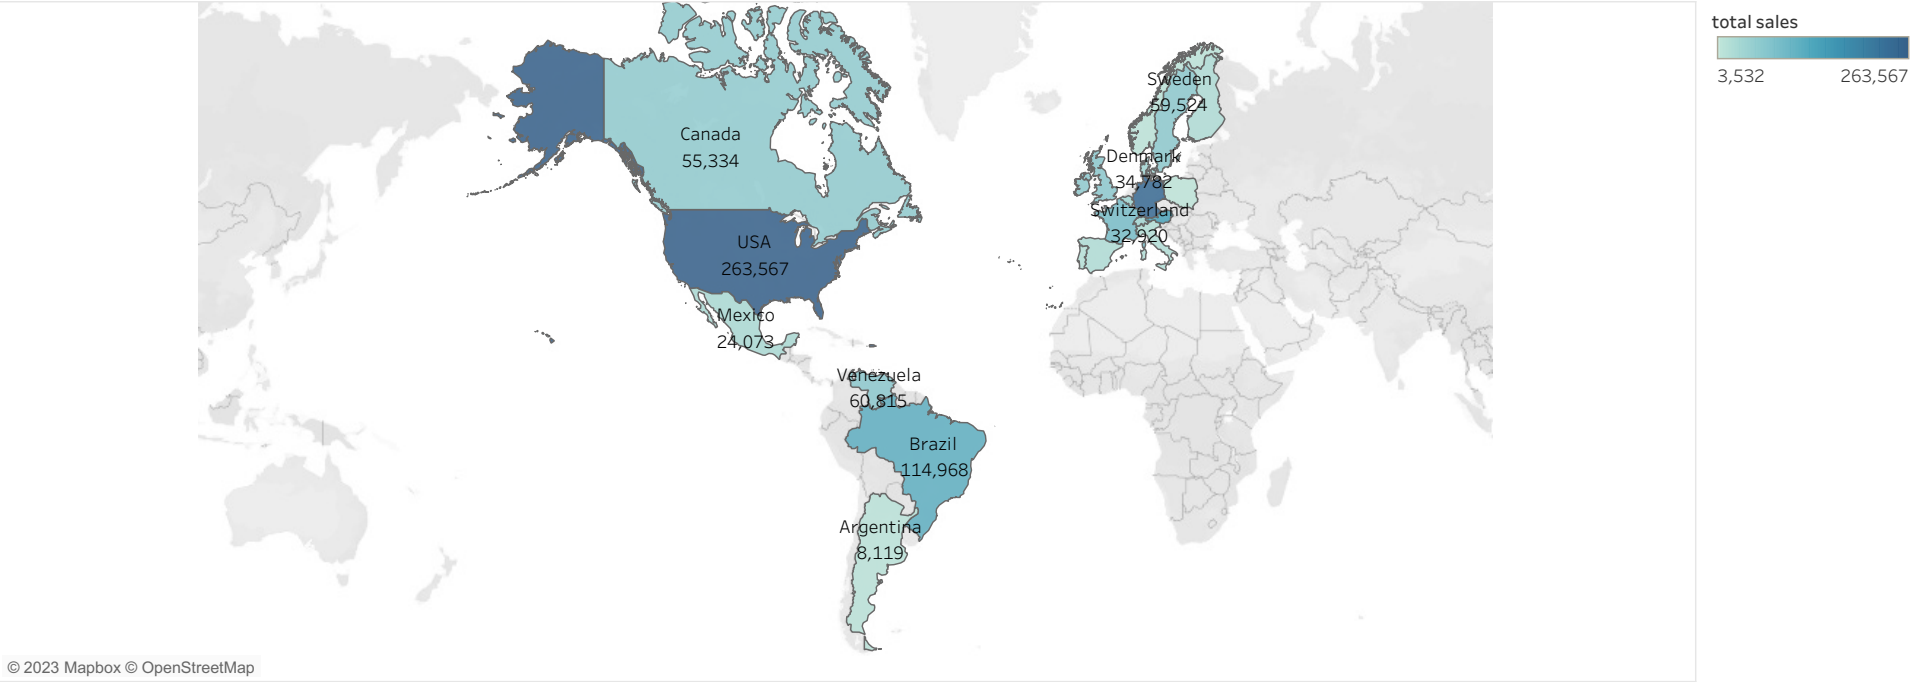 total sales
3,532
263,567
Sweden
59,524
Canada
55,334
Denmark
34,782
Switzerland
32,920
USA
263,567
Mexico
24,073
Venezuela
60,815
Brazil
114,968
Argentina
8,119
© 2023 Mapbox © OpenStreetMap